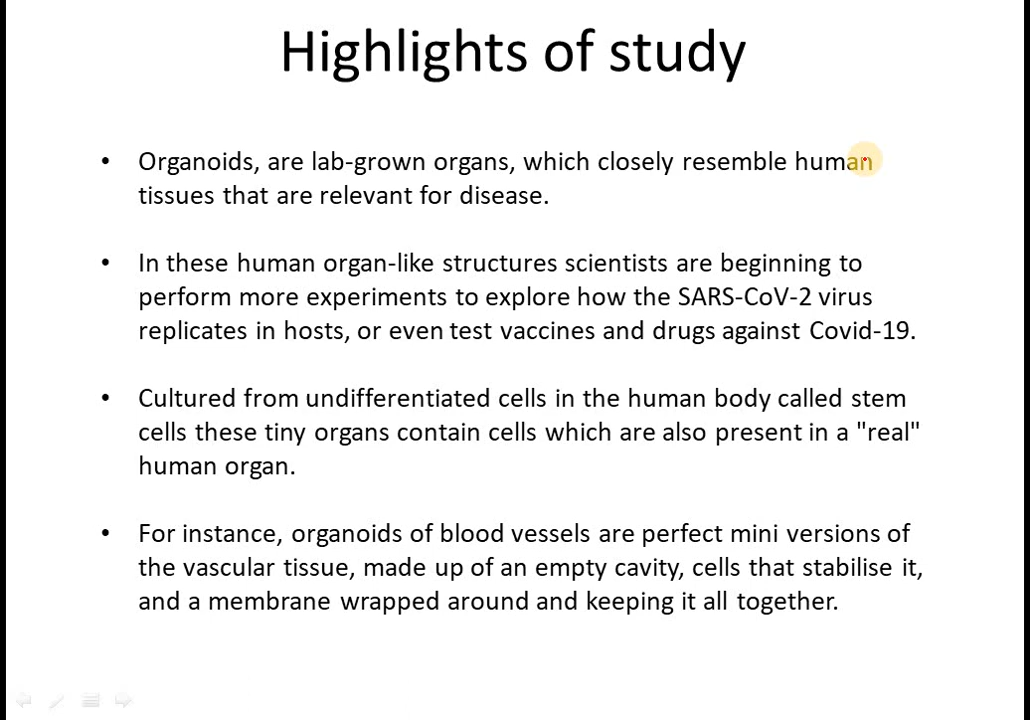 Highlights of study
• Organoids, are lab-grown organs, which closely resemble human
tissues that are relevant for disease.
• In these human organ-like structures scientists are beginning to
perform more experiments to explore how the SARS-CoV-2 virus
replicates in hosts, or even test vaccines and drugs against Covid-19.
• Cultured from undifferentiated cells in the human body called stem
cells these tiny organs contain cells which are also present in a "real"
human organ.
• For instance, organoids of blood vessels are perfect mini versions of
the vascular tissue, made up of an empty cavity, cells that stabilise it,
and a membrane wrapped around and keeping it all together.